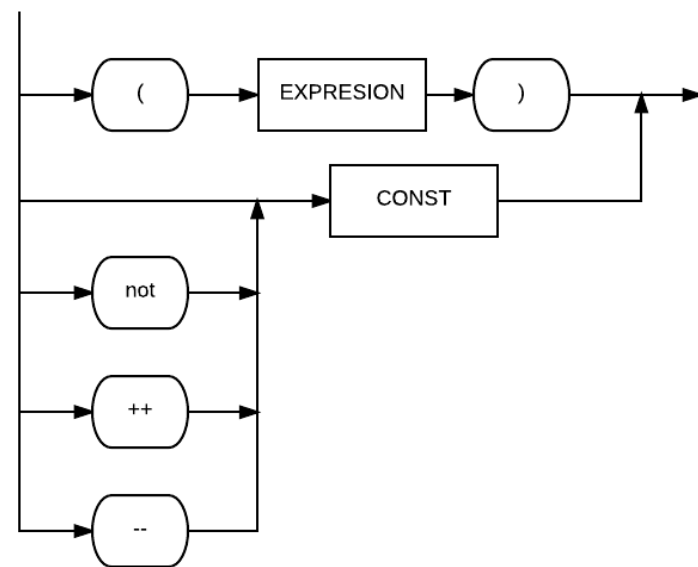 ( EXPRESION )
CONST
not
++
--